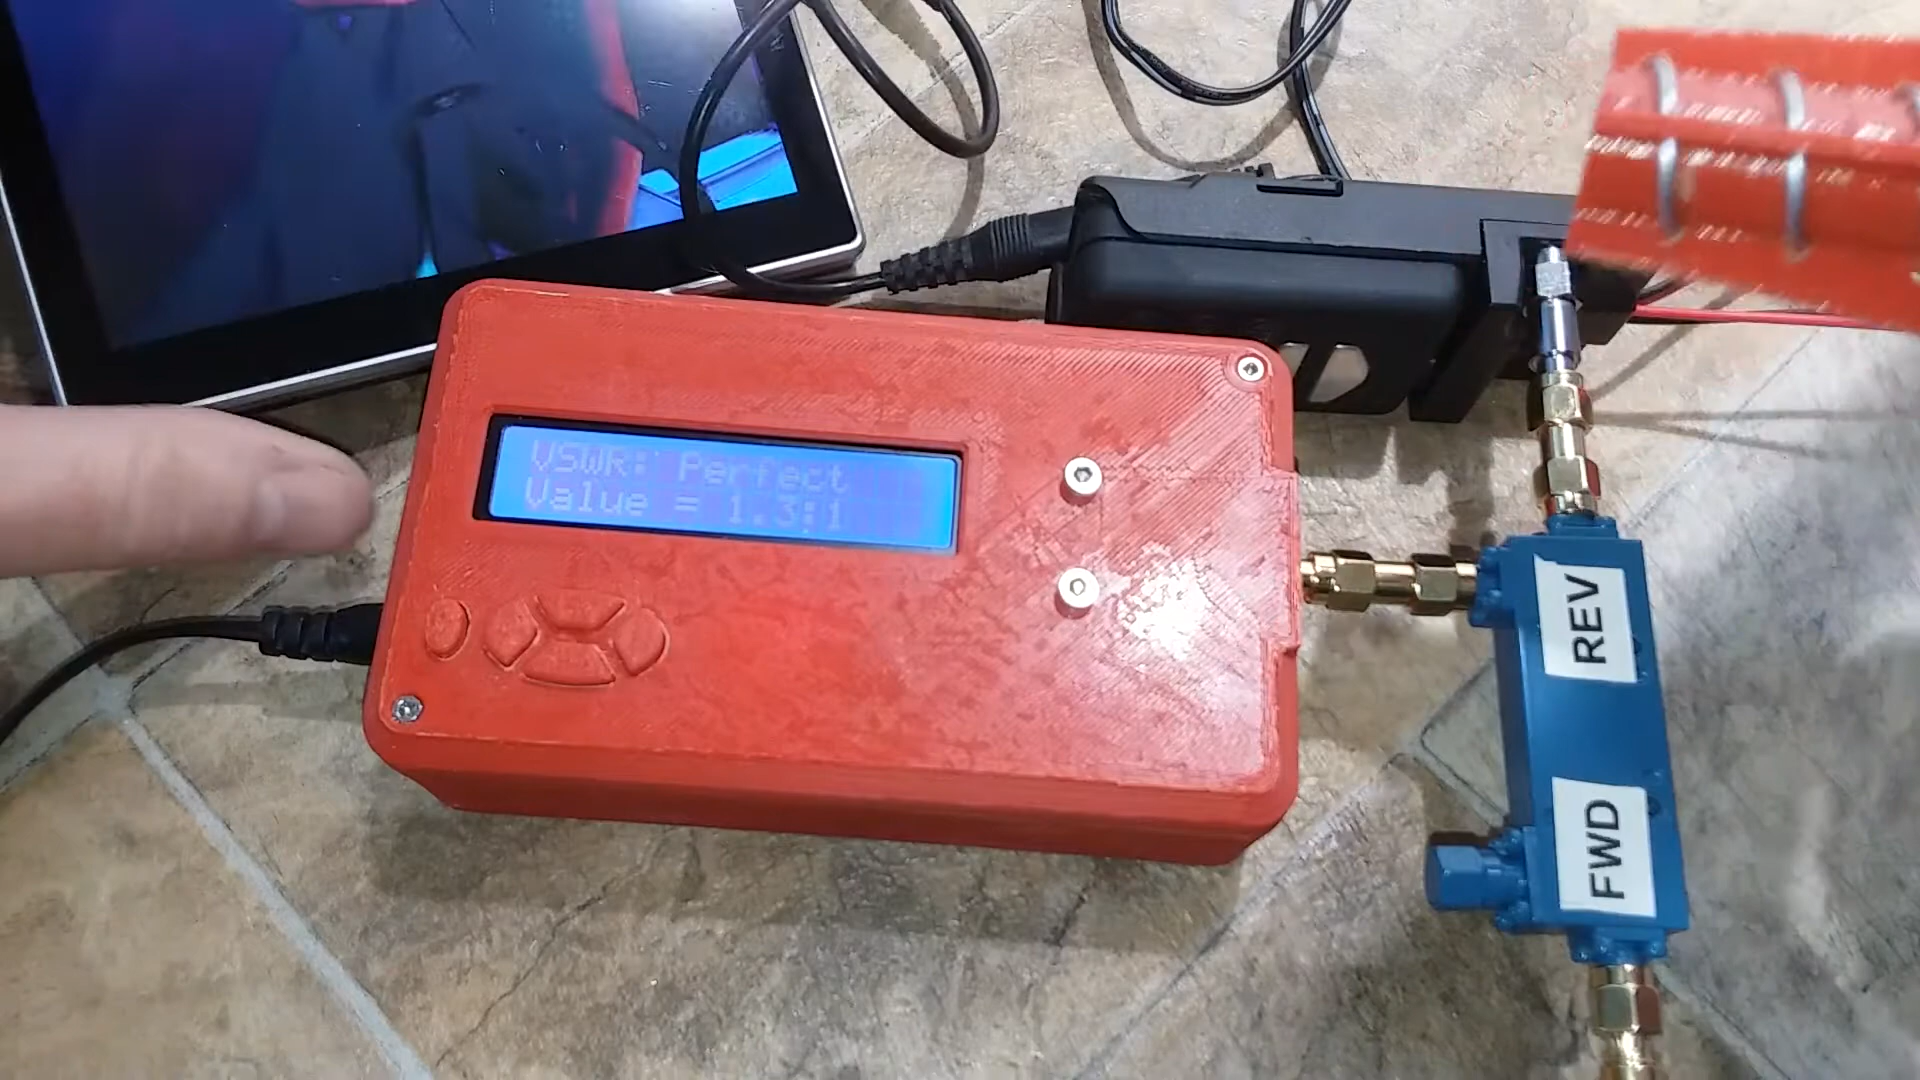 VSWR: Perfect
Value = 1.3:1
REV
FWD